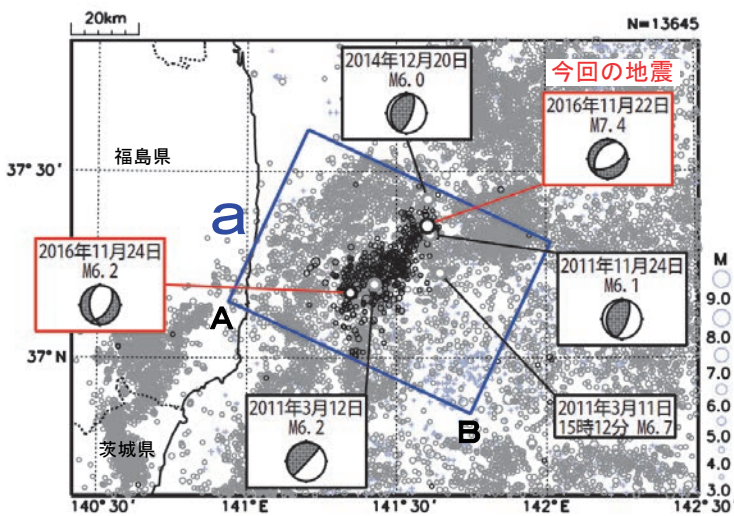 20km
N=13645
2014年12月20日
M6.0
今回の地震
2016年11月22日
M7.4
福島県
37°30'
a
2016年11月24日
M6.2
2011年11月24日
M6.1
M
9.0
8.0
7.0
6.0
5.0
4.0
3.0
A
37°N
2011年3月12日
M6.2
B
2011年3月11日
15時12分 M6.7
茨城県
140°30'
141°E
141°30'
142°E
142°30'